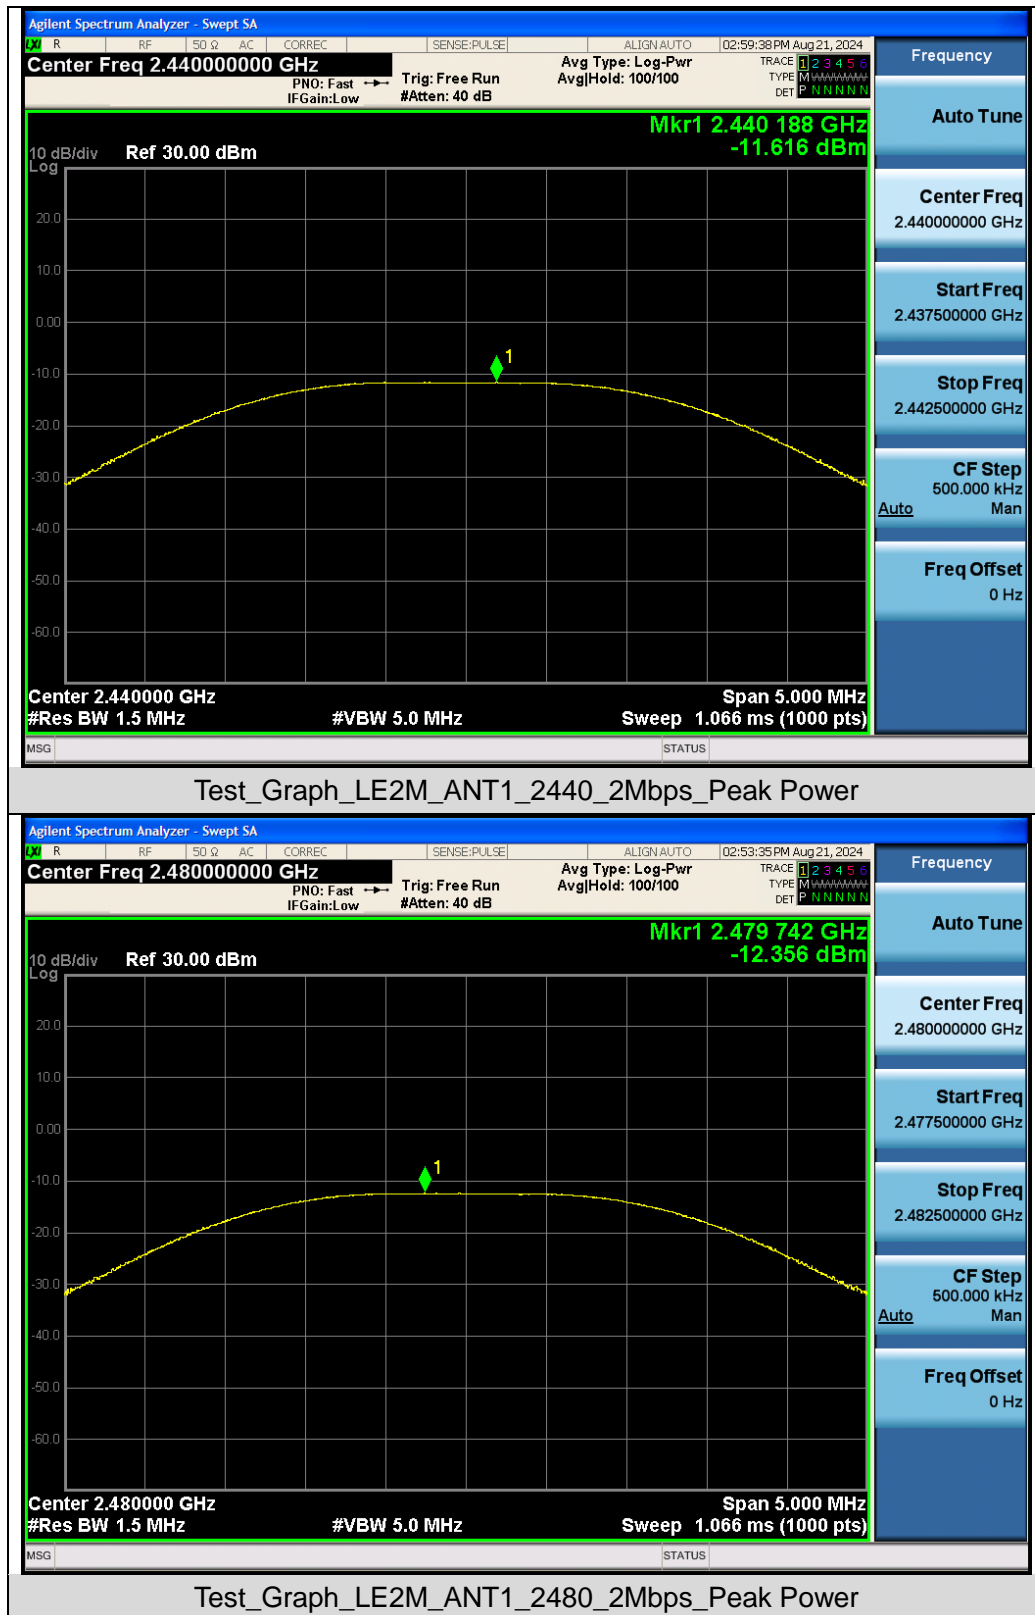 Agilent Spectrum Analyzer - Swept SA
LXI R RF 50 Ω AC CORREC SENSE:PULSE ALIGN AUTO 02:59:38 PM Aug 21, 2024
Center Freq 2.440000000 GHz
PNO: Fast
IFGain:Low
Trig: Free Run
#Atten: 40 dB
Avg Type: Log-Pwr
Avg|Hold: 100/100
TRACE 1 2 3 4 5 6
TYPE M WWWWW
DET P N N N N N
Frequency
Auto Tune
Center Freq
2.440000000 GHz
Start Freq
2.437500000 GHz
Stop Freq
2.442500000 GHz
CF Step
500.000 kHz
Auto Man
Freq Offset
0 Hz
Mkr1 2.440 188 GHz
-11.616 dBm
10 dB/div Ref 30.00 dBm
Log
20.0
10.0
0.00
-10.0
-20.0
-30.0
-40.0
-50.0
-60.0
1
Center 2.440000 GHz Span 5.000 MHz
#Res BW 1.5 MHz #VBW 5.0 MHz Sweep 1.066 ms (1000 pts)
MSG STATUS
Test_Graph_LE2M_ANT1_2440_2Mbps_Peak Power
Agilent Spectrum Analyzer - Swept SA
LXI R RF 50 Ω AC CORREC SENSE:PULSE ALIGN AUTO 02:53:35 PM Aug 21, 2024
Center Freq 2.480000000 GHz
PNO: Fast
IFGain:Low
Trig: Free Run
#Atten: 40 dB
Avg Type: Log-Pwr
Avg|Hold: 100/100
TRACE 1 2 3 4 5 6
TYPE M WWWWW
DET P N N N N N
Frequency
Auto Tune
Center Freq
2.480000000 GHz
Start Freq
2.477500000 GHz
Stop Freq
2.482500000 GHz
CF Step
500.000 kHz
Auto Man
Freq Offset
0 Hz
Mkr1 2.479 742 GHz
-12.356 dBm
10 dB/div Ref 30.00 dBm
Log
20.0
10.0
0.00
-10.0
-20.0
-30.0
-40.0
-50.0
-60.0
1
Center 2.480000 GHz Span 5.000 MHz
#Res BW 1.5 MHz #VBW 5.0 MHz Sweep 1.066 ms (1000 pts)
MSG STATUS
Test_Graph_LE2M_ANT1_2480_2Mbps_Peak Power